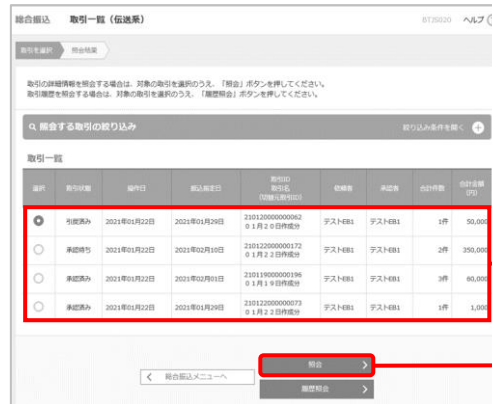 総合振込 取引一覧（伝送系） BTJS020 ヘルプ
取引を選択 照会結果
取引の詳細情報を照会する場合は、対象の取引を選択のうえ、「照会」ボタンを押してください。
取引履歴を照会する場合は、対象の取引を選択のうえ、「履歴照会」ボタンを押してください。
照会する取引の絞り込み 絞り込み条件を開く
取引一覧
選択 取引状態 操作日 振込指定日 取引ID 依頼者 承認者 合計件数 合計金額
取引名 (円)
(切替元取引ID)
引戻済み 2021年01月22日 2021年01月29日 210120000000062 テストEB1 テストEB1 1件 50,000
０１月２０日作成分
承認待ち 2021年01月22日 2021年02月10日 210122000000172 テストEB1 テストEB1 2件 350,000
０１月２２日作成分
承認済み 2021年01月22日 2021年02月01日 210119000000196 テストEB1 テストEB1 3件 60,000
０１月１９日作成分
承認済み 2021年01月22日 2021年01月29日 210122000000073 テストEB1 テストEB1 1件 1,000
０１月２２日作成分
照会
総合振込メニューへ
履歴照会